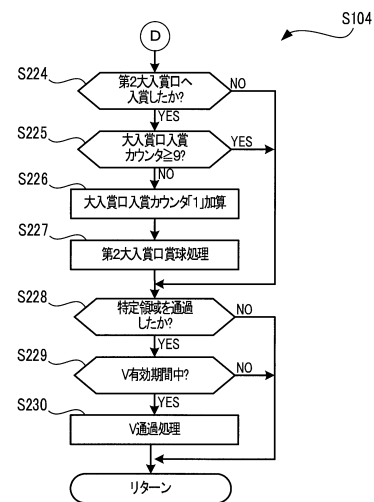 D
S104
S224
第2大入賞口へ
入賞したか?
NO
YES
S225
大入賞口入賞
カウンタ≧9?
YES
NO
S226
大入賞口入賞カウンタ「1」加算
S227
第2大入賞口賞球処理
S228
特定領域を通過
したか?
NO
YES
S229
V有効期間中?
NO
YES
S230
V通過処理
リターン